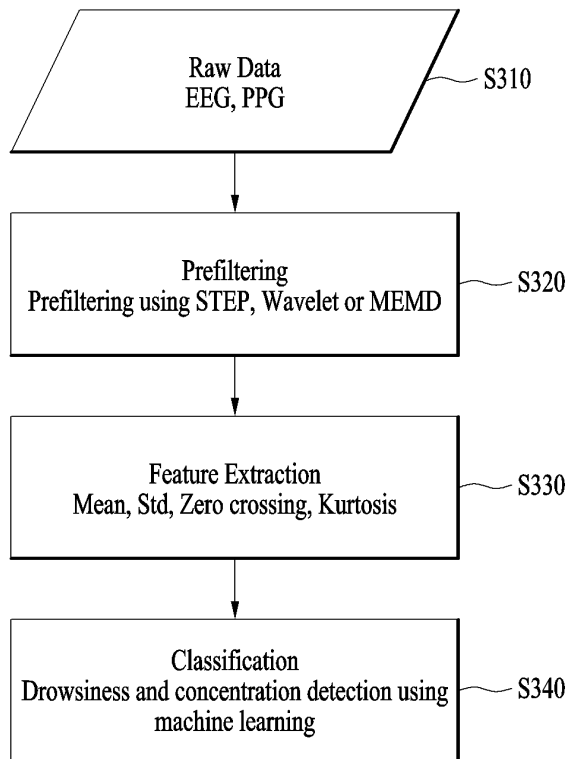 Raw Data
EEG, PPG
S310
Prefiltering
Prefiltering using STEP, Wavelet or MEMD
S320
Feature Extraction
Mean, Std, Zero crossing, Kurtosis
S330
Classification
Drowsiness and concentration detection using
machine learning
S340